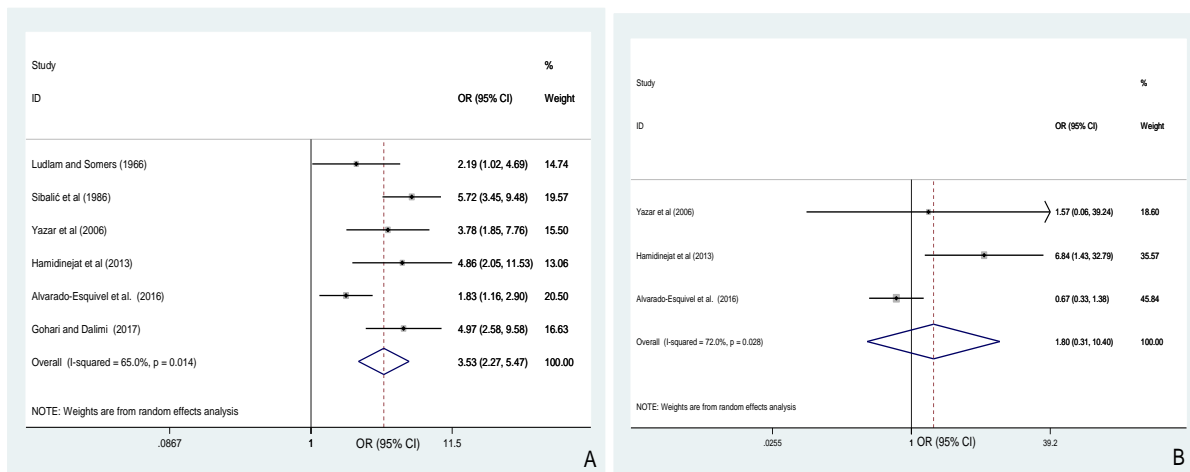 Study %
ID OR (95% CI) Weight
Ludlam and Somers (1966) 2.19 (1.02, 4.69) 14.74
Sibalić et al (1986) 5.72 (3.45, 9.48) 19.57
Yazar et al (2006) 3.78 (1.85, 7.76) 15.50
Hamidinejat et al (2013) 4.86 (2.05, 11.53) 13.06
Alvarado-Esquivel et al. (2016) 1.83 (1.16, 2.90) 20.50
Gohari and Dalimi (2017) 4.97 (2.58, 9.58) 16.63
Overall (I-squared = 65.0%, p = 0.014) 3.53 (2.27, 5.47) 100.00
NOTE: Weights are from random effects analysis
.0867 1 OR (95% CI) 11.5
A
Study %
ID OR (95% CI) Weight
Yazar et al (2006) 1.57 (0.06, 39.24) 18.60
Hamidinejat et al (2013) 6.84 (1.43, 32.79) 35.57
Alvarado-Esquivel et al. (2016) 0.67 (0.33, 1.38) 45.84
Overall (I-squared = 72.0%, p = 0.028) 1.80 (0.31, 10.40) 100.00
NOTE: Weights are from random effects analysis
.0255 1 OR (95% CI) 39.2
B